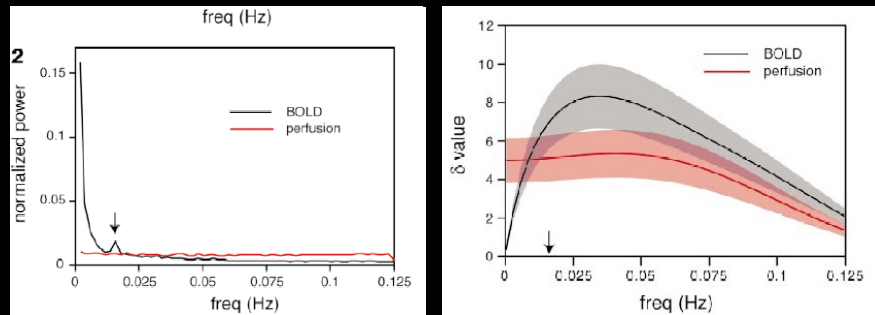 freq (Hz)
2
normalized power
0.15
0.1
0.05
0
BOLD
perfusion
0
0.025
0.05
0.075
0.1
0.125
freq (Hz)
δ value
12
10
8
6
4
2
0
BOLD
perfusion
0
0.025
0.05
0.075
0.1
0.125
freq (Hz)